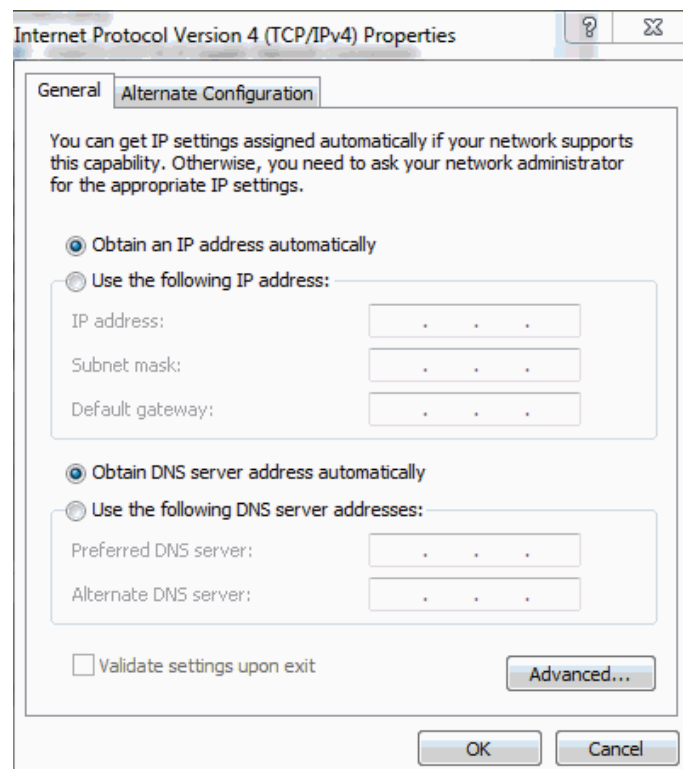 Internet Protocol Version 4 (TCP/IPv4) Properties
General
Alternate Configuration
You can get IP settings assigned automatically if your network supports
this capability. Otherwise, you need to ask your network administrator
for the appropriate IP settings.
Obtain an IP address automatically
Use the following IP address:
IP address:
Subnet mask:
Default gateway:
Obtain DNS server address automatically
Use the following DNS server addresses:
Preferred DNS server:
Alternate DNS server:
Validate settings upon exit
Advanced...
OK
Cancel